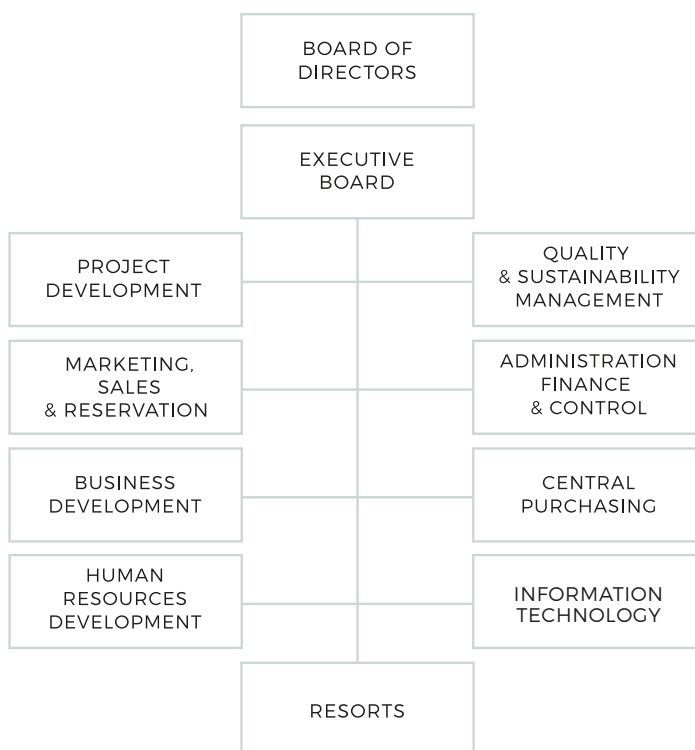 BOARD OF
DIRECTORS
EXECUTIVE
BOARD
PROJECT
DEVELOPMENT
QUALITY
& SUSTAINABILITY
MANAGEMENT
MARKETING,
SALES
& RESERVATION
ADMINISTRATION
FINANCE
& CONTROL
BUSINESS
DEVELOPMENT
CENTRAL
PURCHASING
HUMAN
RESOURCES
DEVELOPMENT
INFORMATION
TECHNOLOGY
RESORTS